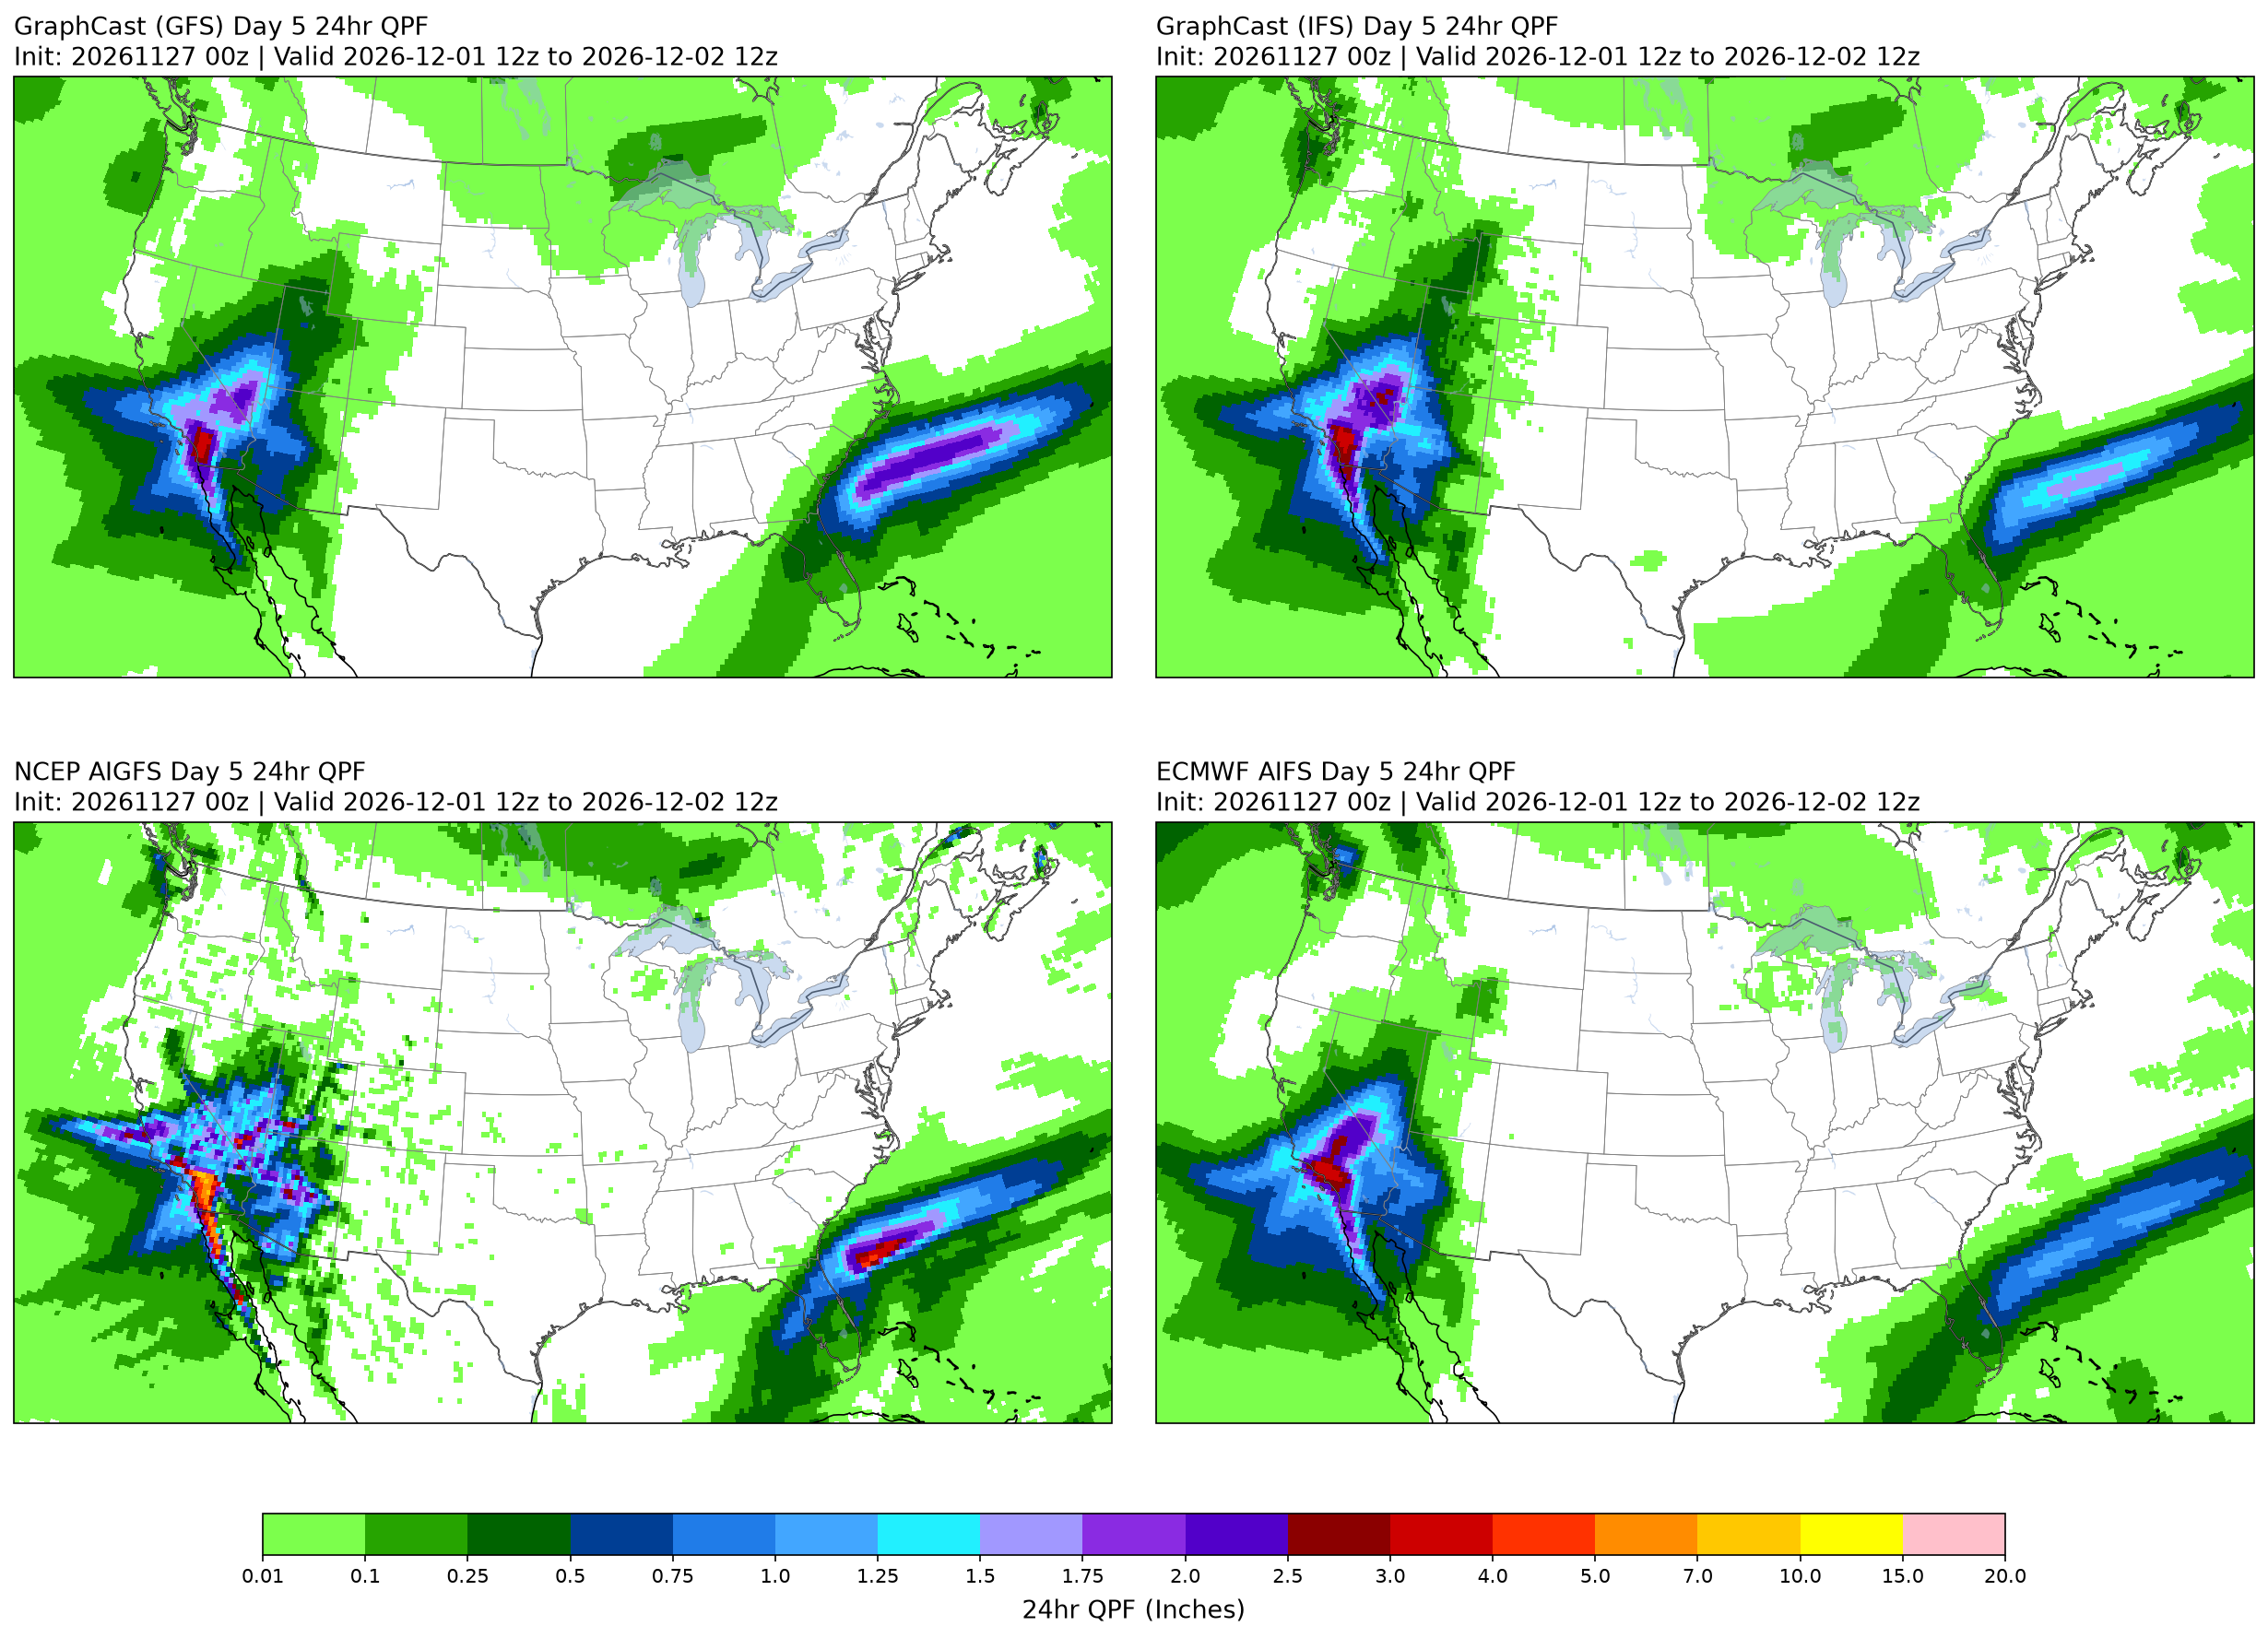 GraphCast (GFS) Day 5 24hr QPF
Init: 20261127 00z | Valid 2026-12-01 12z to 2026-12-02 12z
GraphCast (IFS) Day 5 24hr QPF
Init: 20261127 00z | Valid 2026-12-01 12z to 2026-12-02 12z
NCEP AIGFS Day 5 24hr QPF
Init: 20261127 00z | Valid 2026-12-01 12z to 2026-12-02 12z
ECMWF AIFS Day 5 24hr QPF
Init: 20261127 00z | Valid 2026-12-01 12z to 2026-12-02 12z
0.01 0.1 0.25 0.5 0.75 1.0 1.25 1.5 1.75 2.0 2.5 3.0 4.0 5.0 7.0 10.0 15.0 20.0
24hr QPF (Inches)